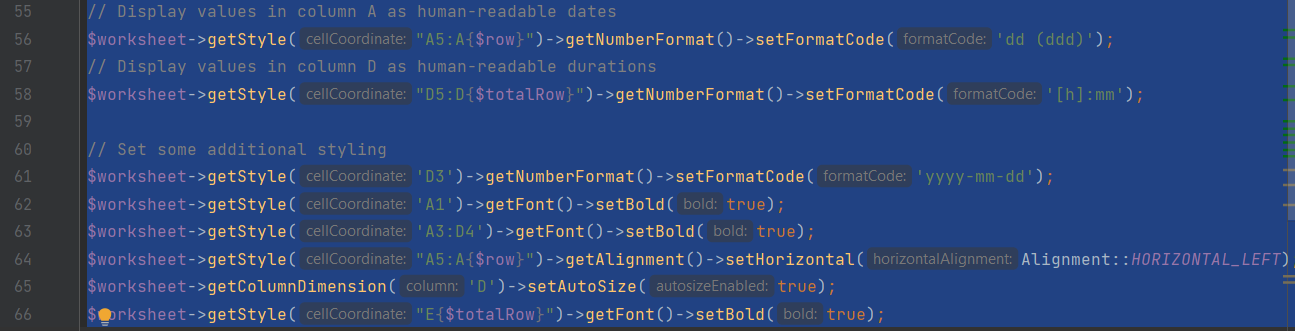 55 // Display values in column A as human-readable dates
56 $worksheet->getStyle( cellCoordinate: "A5:A{$row}")->getNumberFormat()->setFormatCode( formatCode: 'dd (ddd)');
57 // Display values in column D as human-readable durations
58 $worksheet->getStyle( cellCoordinate: "D5:D{$totalRow}")->getNumberFormat()->setFormatCode( formatCode: '[h]:mm');
59
60 // Set some additional styling
61 $worksheet->getStyle( cellCoordinate: 'D3')->getNumberFormat()->setFormatCode( formatCode: 'yyyy-mm-dd');
62 $worksheet->getStyle( cellCoordinate: 'A1')->getFont()->setBold( bold: true);
63 $worksheet->getStyle( cellCoordinate: 'A3:D4')->getFont()->setBold( bold: true);
64 $worksheet->getStyle( cellCoordinate: "A5:A{$row}")->getAlignment()->setHorizontal( horizontalAlignment: Alignment::HORIZONTAL_LEFT);
65 $worksheet->getColumnDimension( column: 'D')->setAutoSize( autosizeEnabled: true);
66 $worksheet->getStyle( cellCoordinate: "E{$totalRow}")->getFont()->setBold( bold: true);